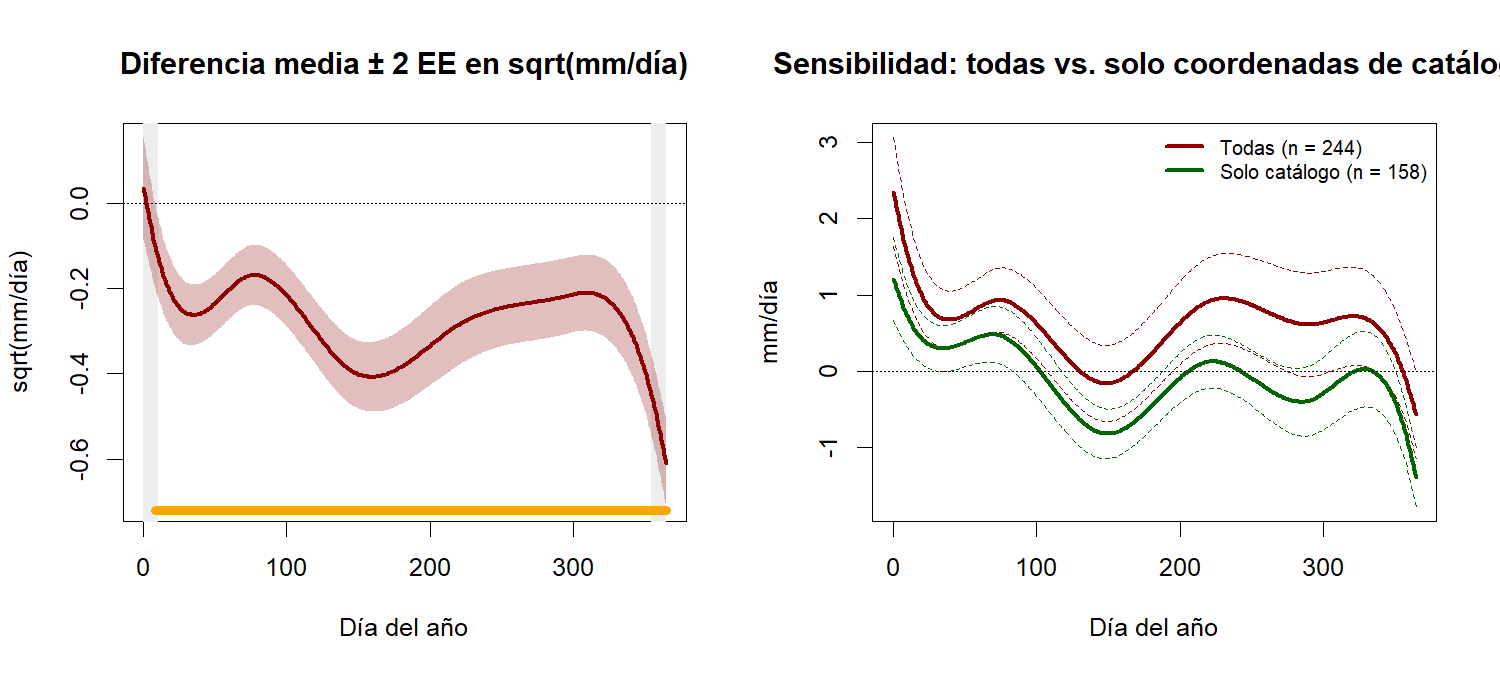 Diferencia media ± 2 EE en sqrt(mm/día)
sqrt(mm/día)
0.0
-0.2
-0.4
-0.6
0
100
200
300
Día del año
Sensibilidad: todas vs. solo coordenadas de catálog
mm/día
3
2
1
0
-1
Todas (n = 244)
Solo catálogo (n = 158)
0
100
200
300
Día del año